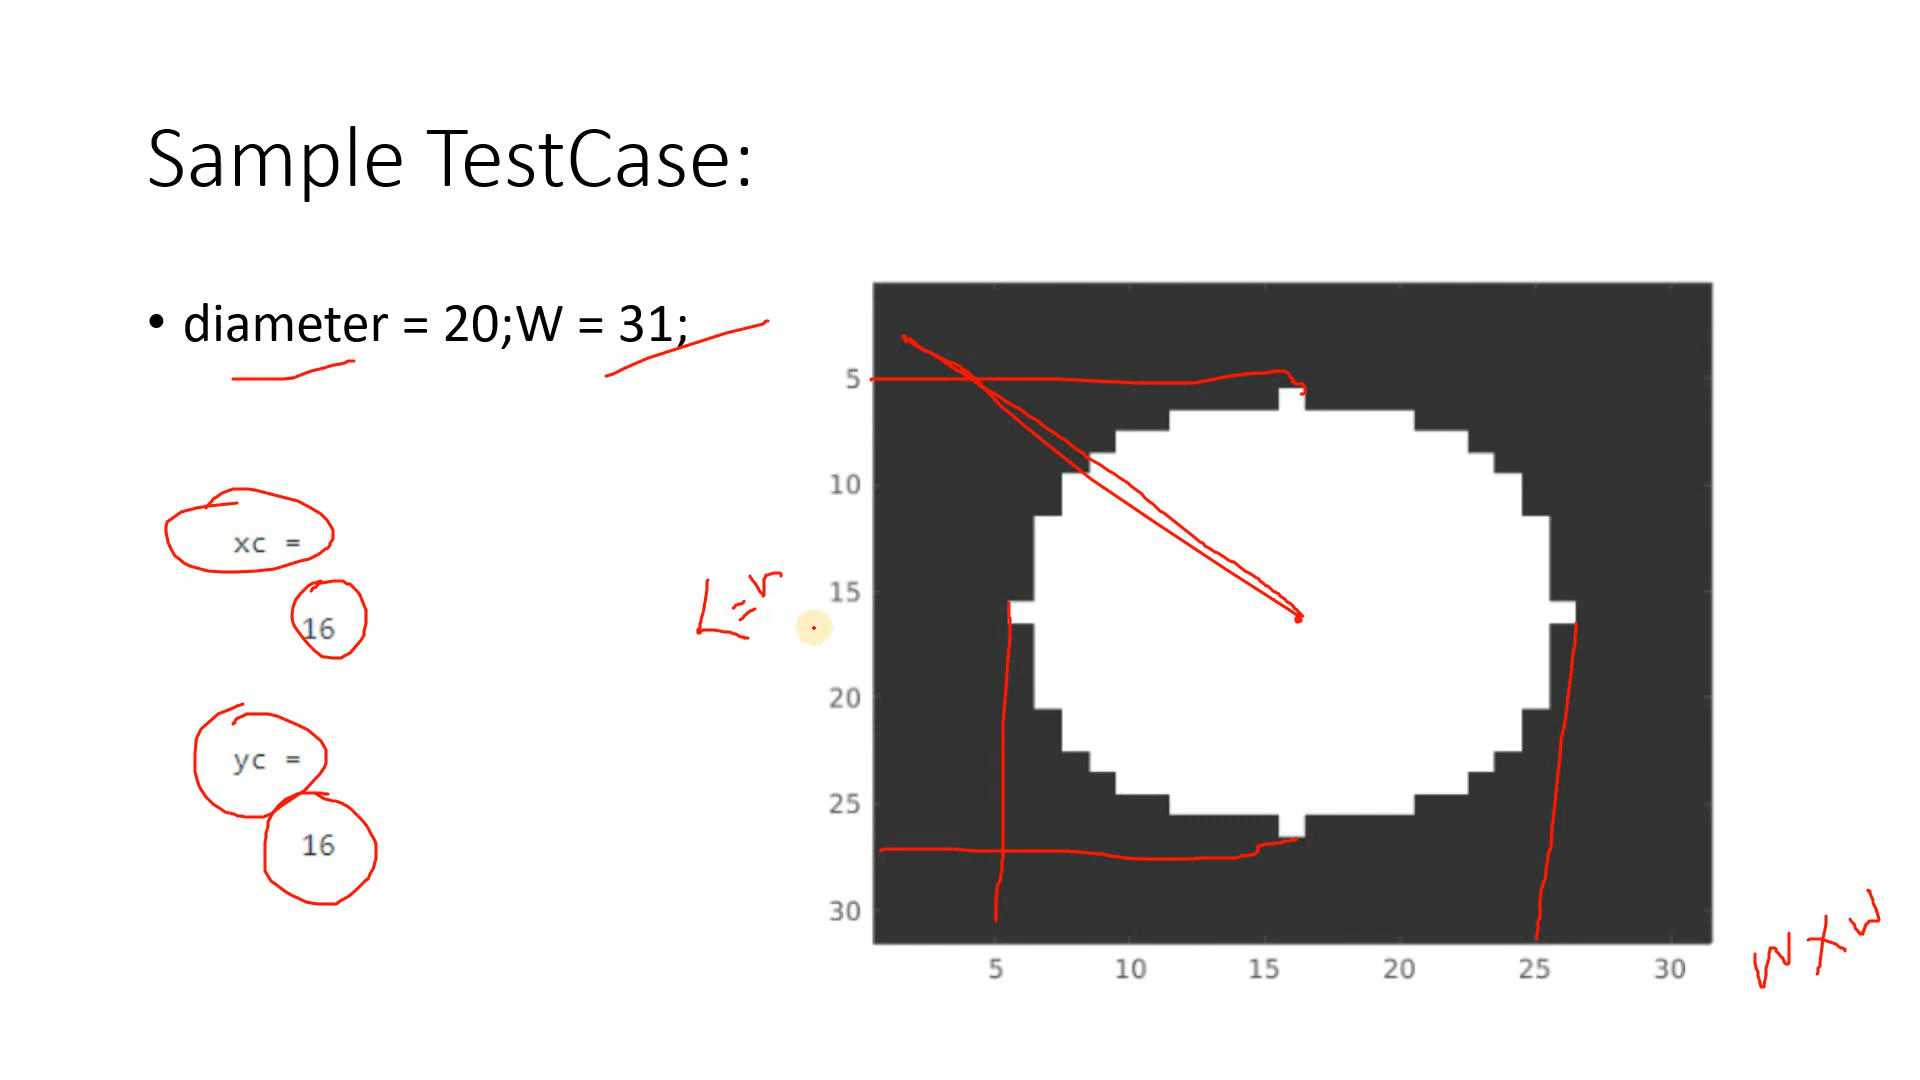 Sample TestCase:
• diameter = 20;W = 31;
xc =
16
yc =
16
L = r
5
10
15
20
25
30
5 10 15 20 25 30
W X W